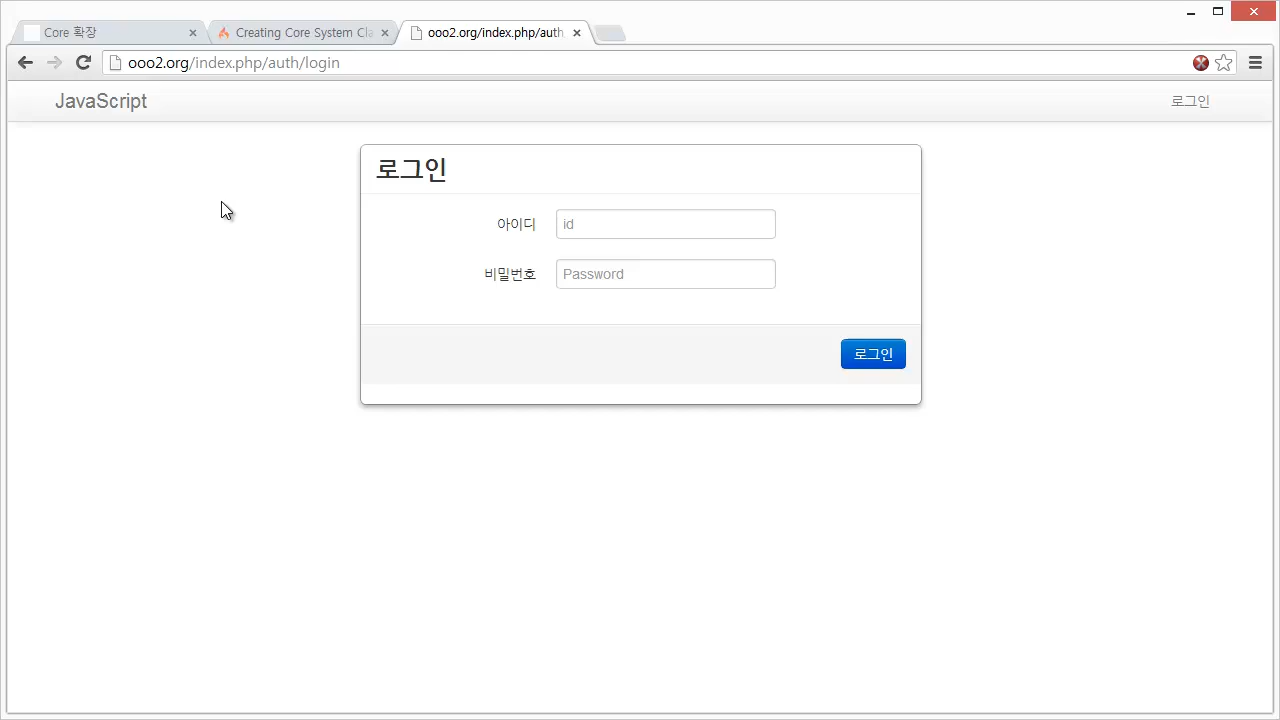 Core 확장
Creating Core System Cla
ooo2.org/index.php/auth
ooo2.org/index.php/auth/login
JavaScript
로그인
로그인
아이디
id
비밀번호
Password
로그인